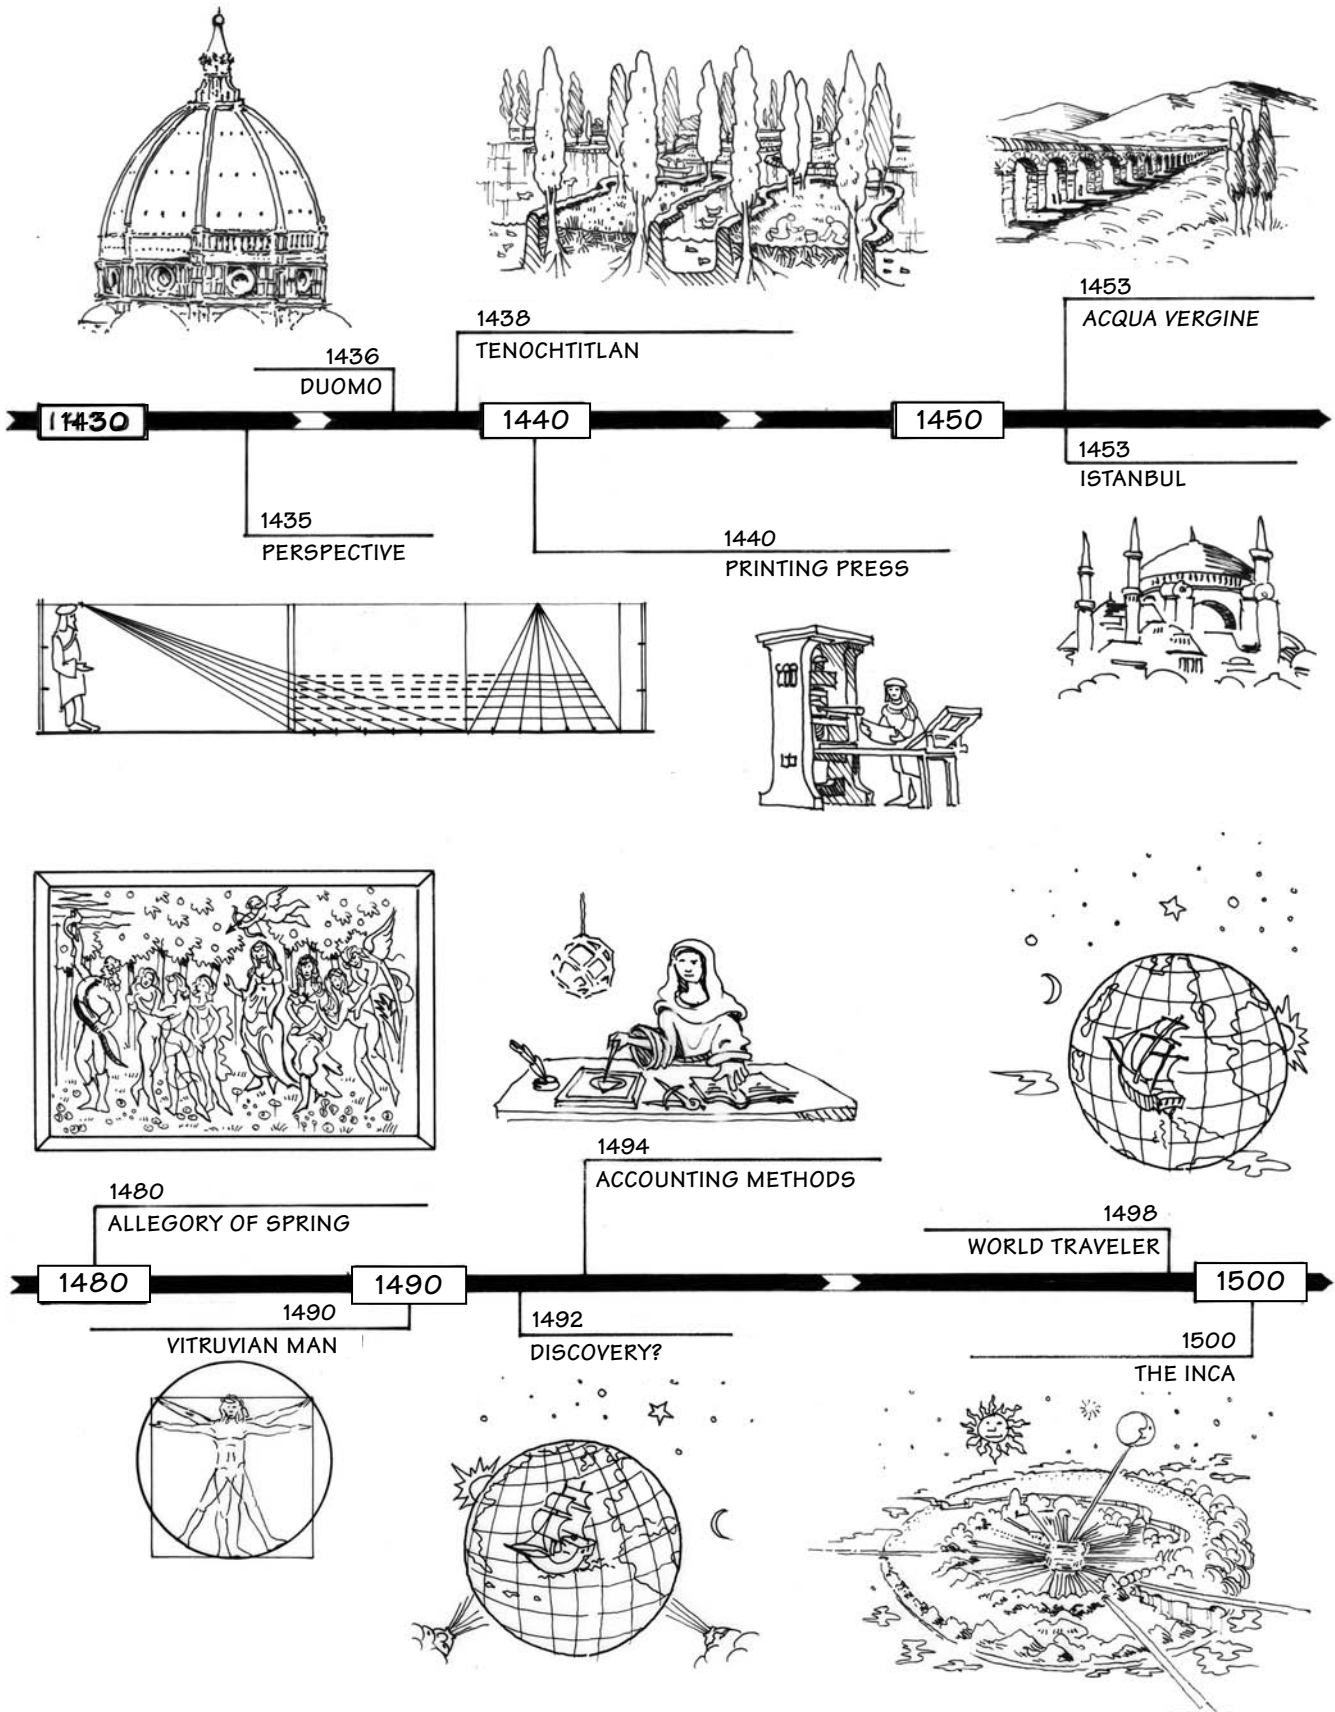 1438
TENOCHTITLAN
1453
ACQUA VERGINE
1436
DUOMO
1430
1440
1450
1435
PERSPECTIVE
1440
PRINTING PRESS
1453
ISTANBUL
1480
ALLEGORY OF SPRING
1494
ACCOUNTING METHODS
1498
WORLD TRAVELER
1480
1490
1500
1490
VITRUVIAN MAN
1492
DISCOVERY?
1500
THE INCA